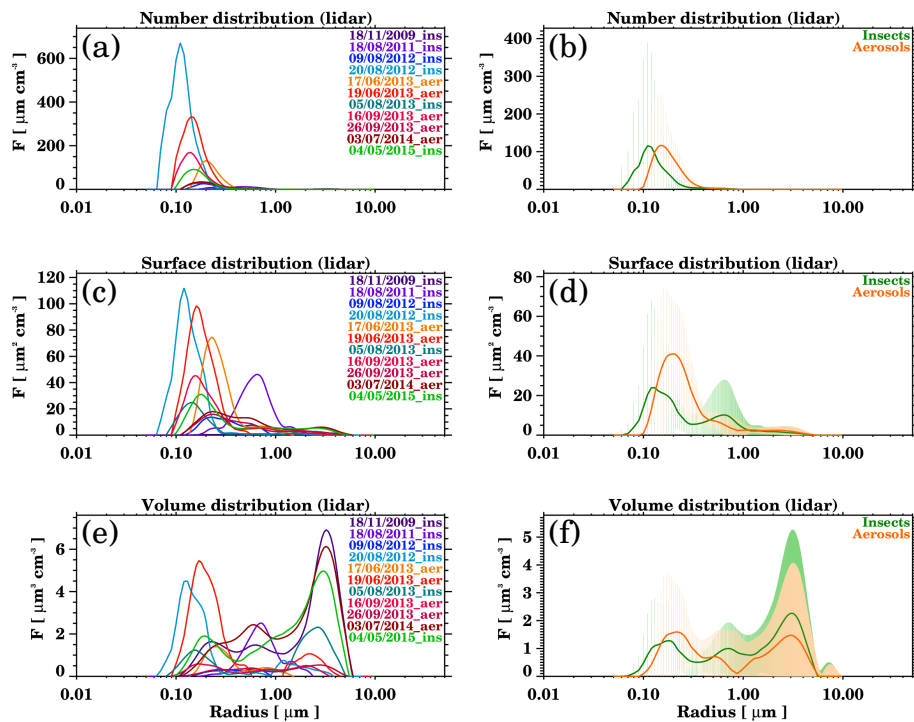 Number distribution (lidar)
(a)
F [ μm cm⁻³ ]
600
400
200
0
18/11/2009_ins
18/08/2011_ins
09/08/2012_ins
20/08/2012_ins
17/06/2013_aer
19/06/2013_aer
05/08/2013_ins
16/09/2013_aer
26/09/2013_aer
03/07/2014_aer
04/05/2015_ins
0.01 0.10 1.00 10.00
Number distribution (lidar)
(b)
F [ μm cm⁻³ ]
400
300
200
100
0
Insects
Aerosols
0.01 0.10 1.00 10.00
Surface distribution (lidar)
(c)
F [ μm² cm⁻³ ]
120
100
80
60
40
20
0
18/11/2009_ins
18/08/2011_ins
09/08/2012_ins
20/08/2012_ins
17/06/2013_aer
19/06/2013_aer
05/08/2013_ins
16/09/2013_aer
26/09/2013_aer
03/07/2014_aer
04/05/2015_ins
0.01 0.10 1.00 10.00
Surface distribution (lidar)
(d)
F [ μm² cm⁻³ ]
80
60
40
20
0
Insects
Aerosols
0.01 0.10 1.00 10.00
Volume distribution (lidar)
(e)
F [ μm³ cm⁻³ ]
6
4
2
0
18/11/2009_ins
18/08/2011_ins
09/08/2012_ins
20/08/2012_ins
17/06/2013_aer
19/06/2013_aer
05/08/2013_ins
16/09/2013_aer
26/09/2013_aer
03/07/2014_aer
04/05/2015_ins
0.01 0.10 1.00 10.00
Radius [ μm ]
Volume distribution (lidar)
(f)
F [ μm³ cm⁻³ ]
5
4
3
2
1
0
Insects
Aerosols
0.01 0.10 1.00 10.00
Radius [ μm ]